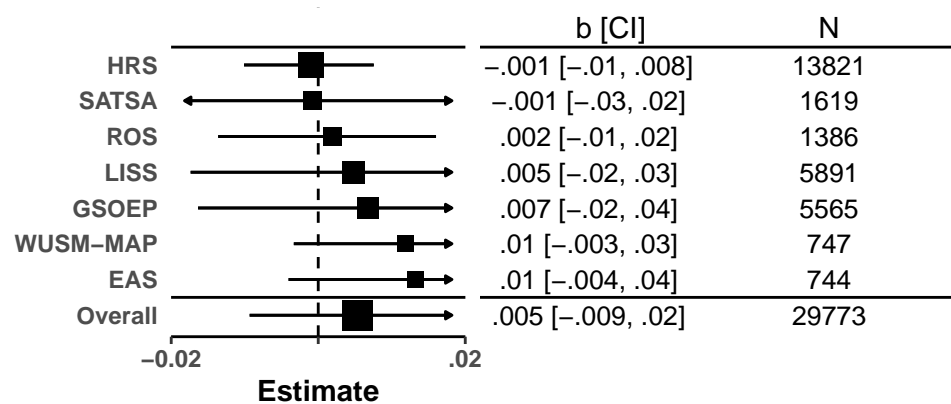 b [CI] N
HRS −.001 [−.01, .008] 13821
SATSA −.001 [−.03, .02] 1619
ROS .002 [−.01, .02] 1386
LISS .005 [−.02, .03] 5891
GSOEP .007 [−.02, .04] 5565
WUSM−MAP .01 [−.003, .03] 747
EAS .01 [−.004, .04] 744
Overall .005 [−.009, .02] 29773
−0.02 .02
Estimate